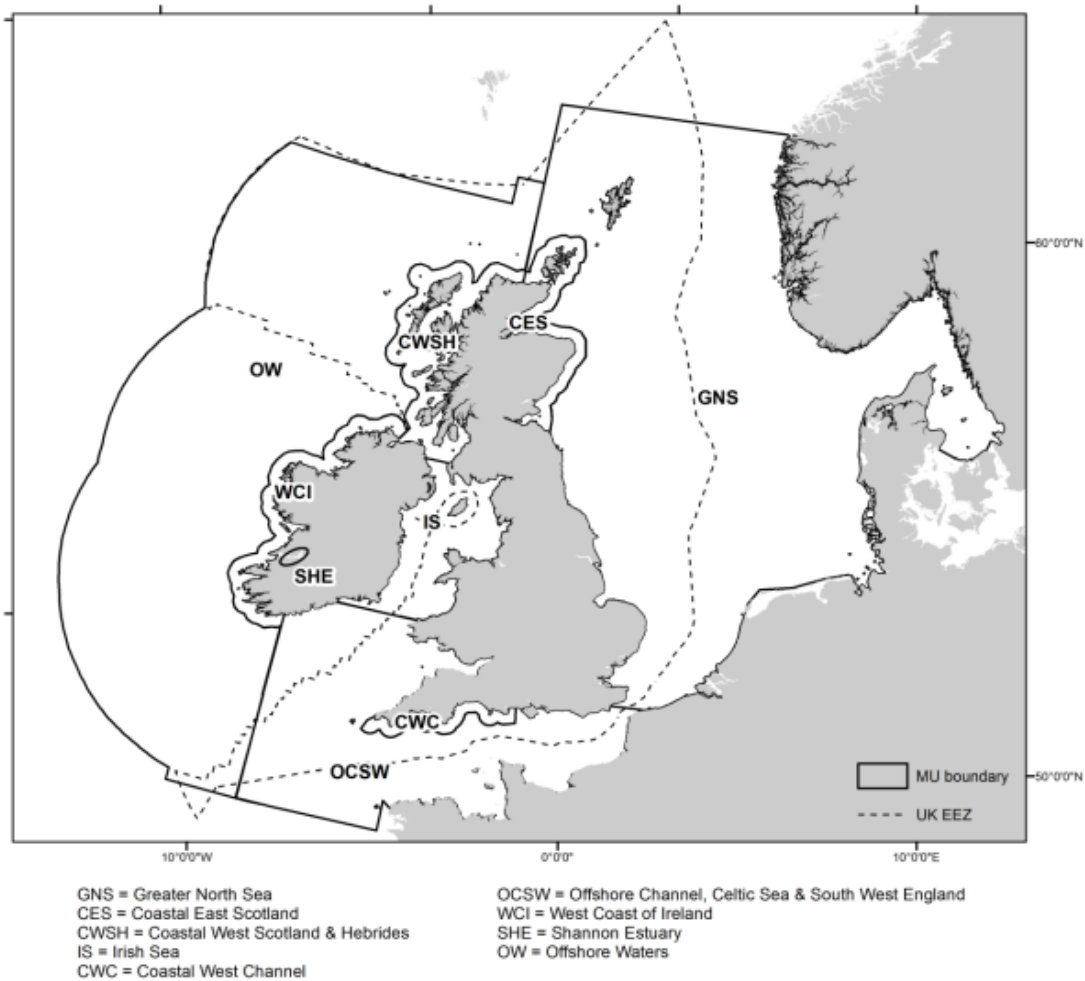 60°0'0"N
CES
CWSH
OW
GNS
WCI
IS
SHE
CWC
OCSW
MU boundary
50°0'0"N
UK EEZ
10°0'0"W
0°0'0"
10°0'0"E
GNS = Greater North Sea
CES = Coastal East Scotland
CWSH = Coastal West Scotland & Hebrides
IS = Irish Sea
CWC = Coastal West Channel
OCSW = Offshore Channel, Celtic Sea & South West England
WCI = West Coast of Ireland
SHE = Shannon Estuary
OW = Offshore Waters